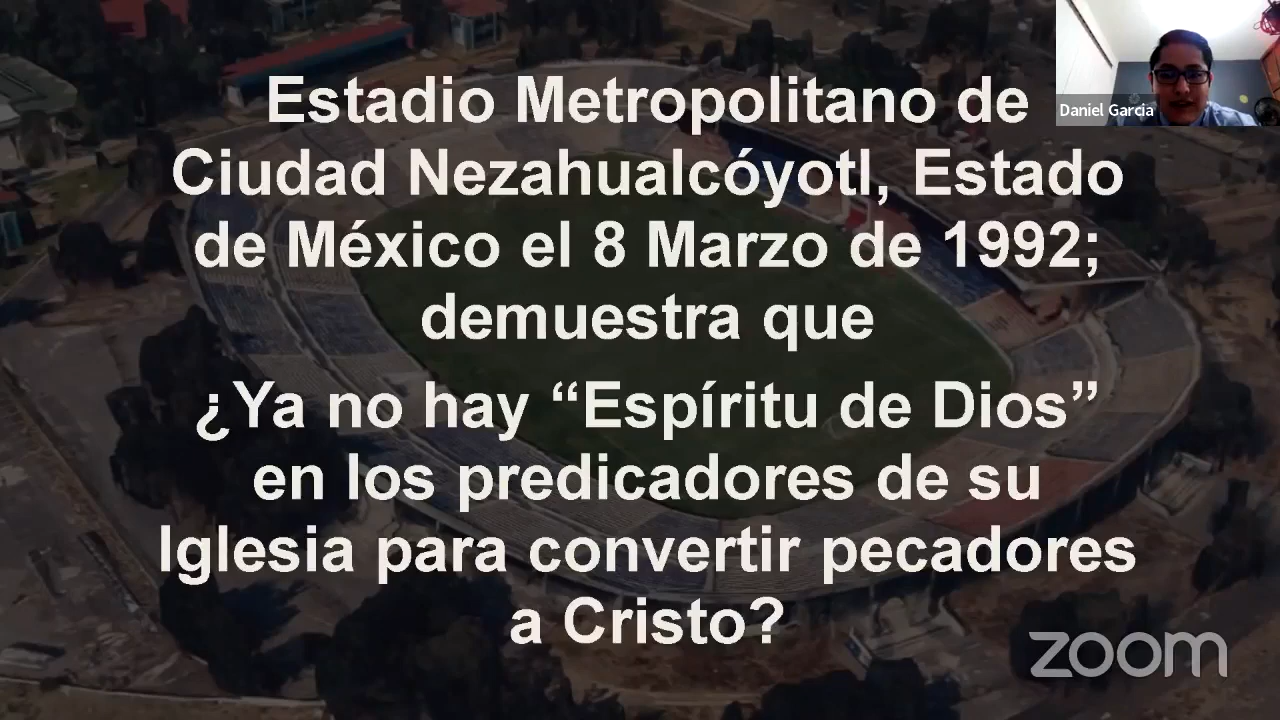 Estadio Metropolitano de
Ciudad Nezahualcóyotl, Estado
de México el 8 Marzo de 1992;
demuestra que
¿Ya no hay “Espíritu de Dios”
en los predicadores de su
Iglesia para convertir pecadores
a Cristo?
Daniel Garcia
zoom